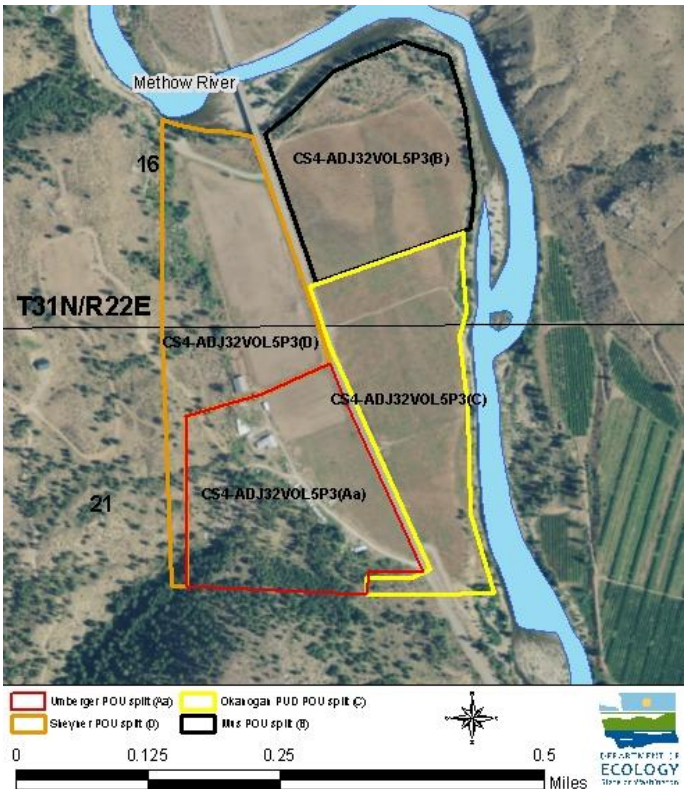 Methow River
CS4-ADJ32VOL5P3(B)
16
T31N/R22E
CS4-ADJ32VOL5P3(D)
CS4-ADJ32VOL5P3(C)
CS4-ADJ32VOL5P3(Aa)
21
Umberger POU split (Aa)
Okanogan PUD POU split (C)
POU split (D)
POU split (B)
0 0.125 0.25 0.5
Miles
DEPARTMENT OF
ECOLOGY
State of Washington